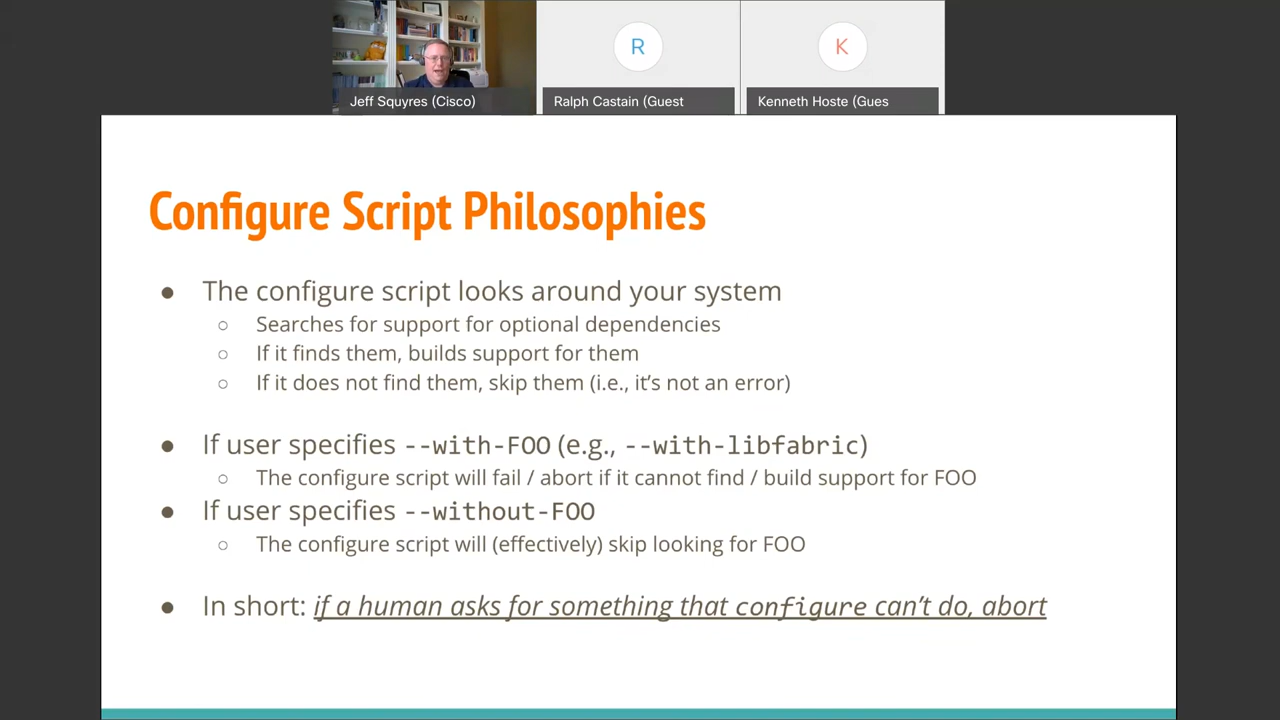 R
K
Jeff Squyres (Cisco)
Ralph Castain (Guest
Kenneth Hoste (Gues
Configure Script Philosophies
● The configure script looks around your system
○ Searches for support for optional dependencies
○ If it finds them, builds support for them
○ If it does not find them, skip them (i.e., it’s not an error)
● If user specifies --with-FOO (e.g., --with-libfabric)
○ The configure script will fail / abort if it cannot find / build support for FOO
● If user specifies --without-FOO
○ The configure script will (effectively) skip looking for FOO
● In short: if a human asks for something that configure can’t do, abort